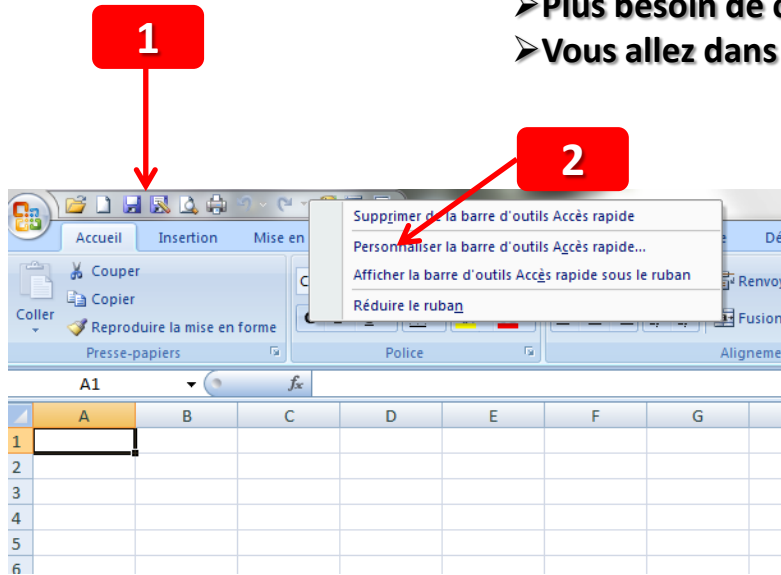 ➢Plus besoin de
➢Vous allez dans
1
2
Supprimer de la barre d'outils Accès rapide
Personnaliser la barre d'outils Accès rapide...
Afficher la barre d'outils Accès rapide sous le ruban
Réduire le ruban
Accueil Insertion Mise en
Couper
Copier
Reproduire la mise en forme
Coller
Renvoy
Fusion
Presse-papiers Police Aligneme
A1 fx
A B C D E F G
1
2
3
4
5
6